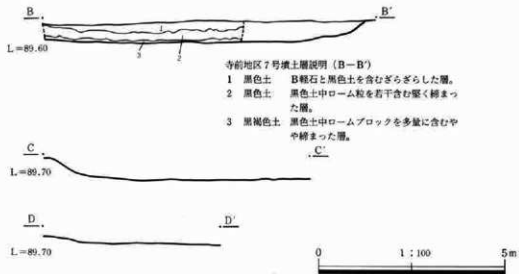 B B'
1
L=89.60
3 2
寺前地区7号墳土層説明 (B−B')
1 黒色土 B軽石と黒色土を含むざらざらした層。
2 黒色土 黒色土中ローム粒を若干含む堅く締まっ
た層。
3 黒褐色土 黒色土中ロームブロックを多量に含むや
や締まった層。
C C'
L=89.70
D D'
L=89.70
0 1:100 5m